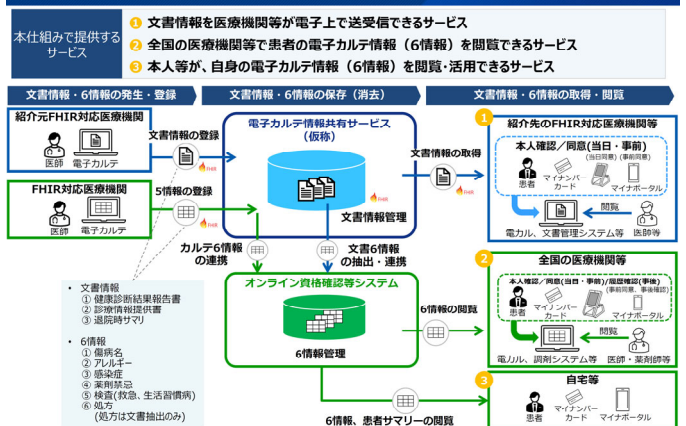 本仕組みで提供する
サービス
1 文書情報を医療機関等が電子上で送受信できるサービス
2 全国の医療機関等で患者の電子カルテ情報（6情報）を閲覧できるサービス
3 本人等が、自身の電子カルテ情報（6情報）を閲覧・活用できるサービス
文書情報・6情報の発生・登録
文書情報・6情報の保存（消去）
文書情報・6情報の取得・閲覧
紹介元FHIR対応医療機関
医師
電子カルテ
文書情報の登録
FHIR
FHIR対応医療機関
医師
電子カルテ
5情報の登録
FHIR
電子カルテ情報共有サービス
（仮称）
FHIR
文書情報管理
カルテ6情報
の連携
文書6情報
の抽出・連携
オンライン資格確認等システム
6情報管理
文書情報の取得
FHIR
6情報の閲覧
6情報、患者サマリーの閲覧
1
紹介先のFHIR対応医療機関等
本人確認／同意(当日・事前)
(当日同意)
(事前同意)
患者
マイナンバー
カード
マイナポータル
閲覧
電カル、文書管理システム等
医師等
2
全国の医療機関等
本人確認／同意(当日・事前)/履歴確認(事後)
(事前同意、事後確認)
患者
マイナンバー
カード
マイナポータル
閲覧
電カル、調剤システム等
医師・薬剤師等
3
自宅等
患者
マイナンバー
カード
マイナポータル
• 文書情報
① 健康診断結果報告書
② 診療情報提供書
③ 退院時サマリ
• 6情報
① 傷病名
② アレルギー
③ 感染症
④ 薬剤禁忌
⑤ 検査(救急、生活習慣病)
⑥ 処方
(処方は文書抽出のみ)